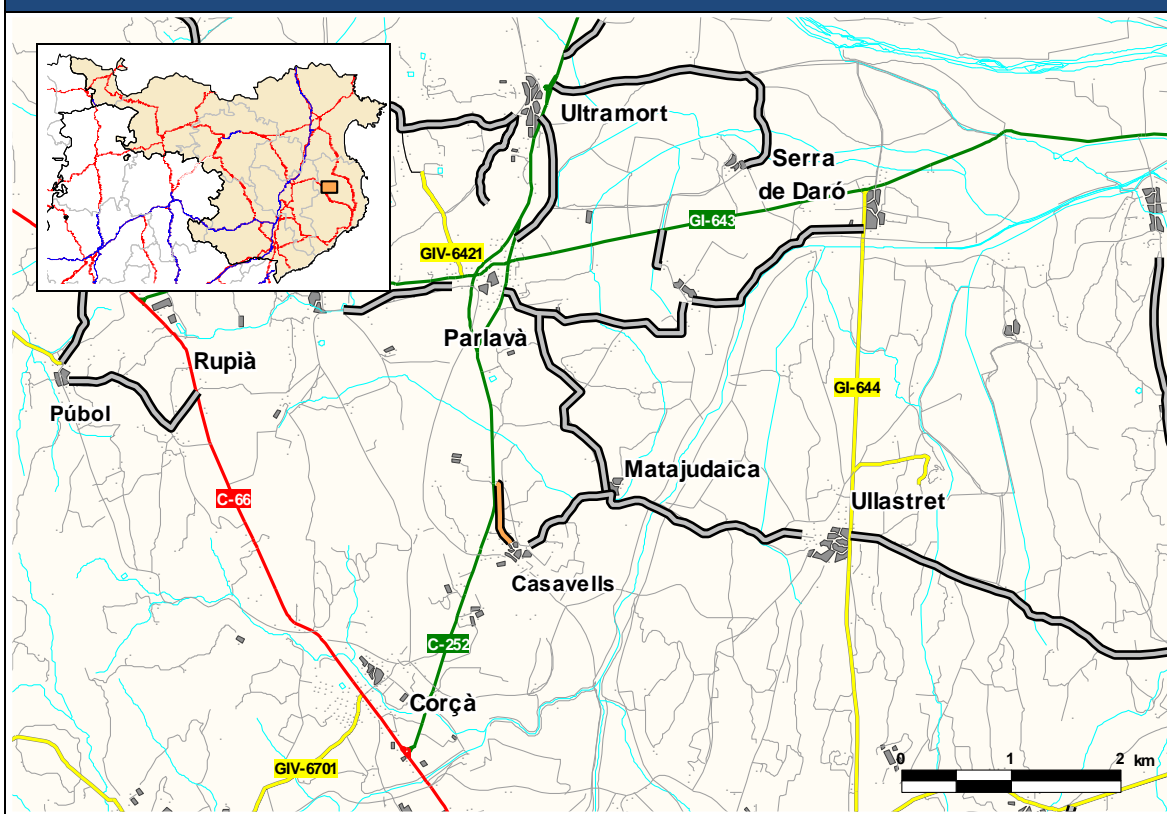 Ultramort
Serra
de Daró
GI-643
GIV-6421
Parlavà
Rupià
GI-644
Púbol
Matajudaica
C-66
Ullastret
Casavells
C-252
Corçà
GIV-6701
0 1 2 km